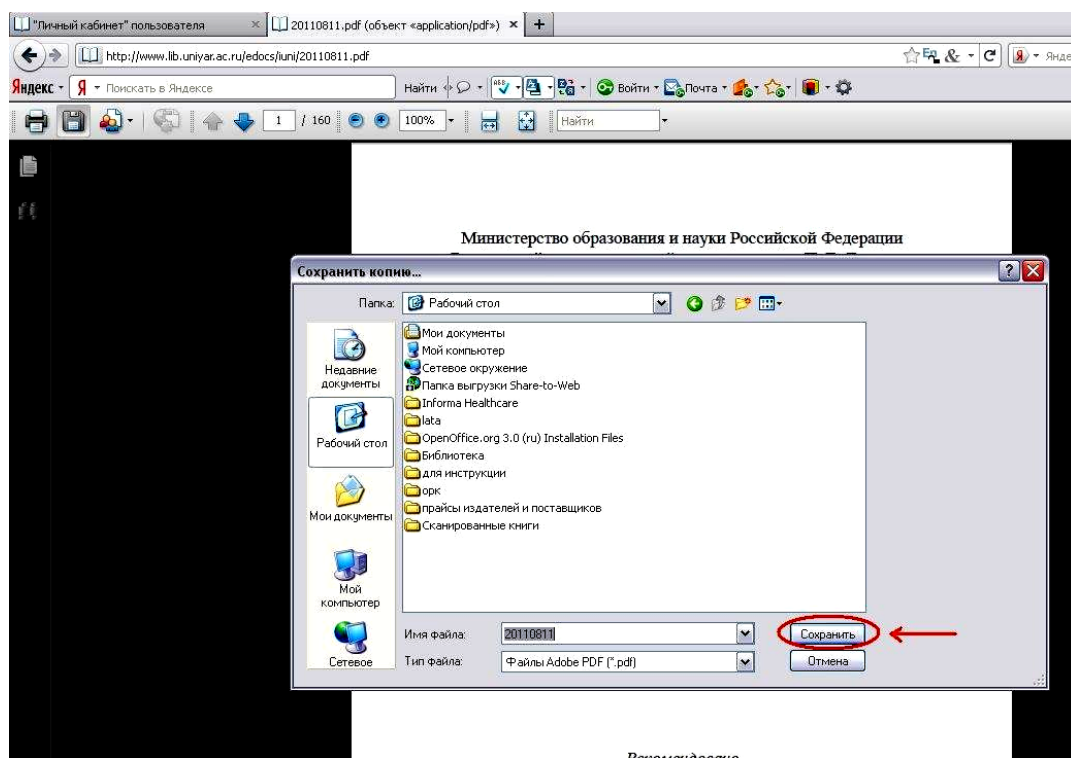 "Личный кабинет" пользователя
20110811.pdf (объект «application/pdf»)
http://www.lib.uniyar.ac.ru/edocs/iuni/20110811.pdf
Яндекс
Поискать в Яндексе
Найти
Войти
Почта
1 / 160
100%
Найти
Министерство образования и науки Российской Федерации
Сохранить копию...
Папка:
Рабочий стол
Недавние документы
Рабочий стол
Мои документы
Мой компьютер
Сетевое
Мои документы
Мой компьютер
Сетевое окружение
Папка выгрузки Share-to-Web
Informa Healthcare
lata
OpenOffice.org 3.0 (ru) Installation Files
Библиотека
для инструкции
орк
прайсы издателей и поставщиков
Сканированные книги
Имя файла:
20110811
Сохранить
Тип файла:
Файлы Adobe PDF (*.pdf)
Отмена
Рекомендовано